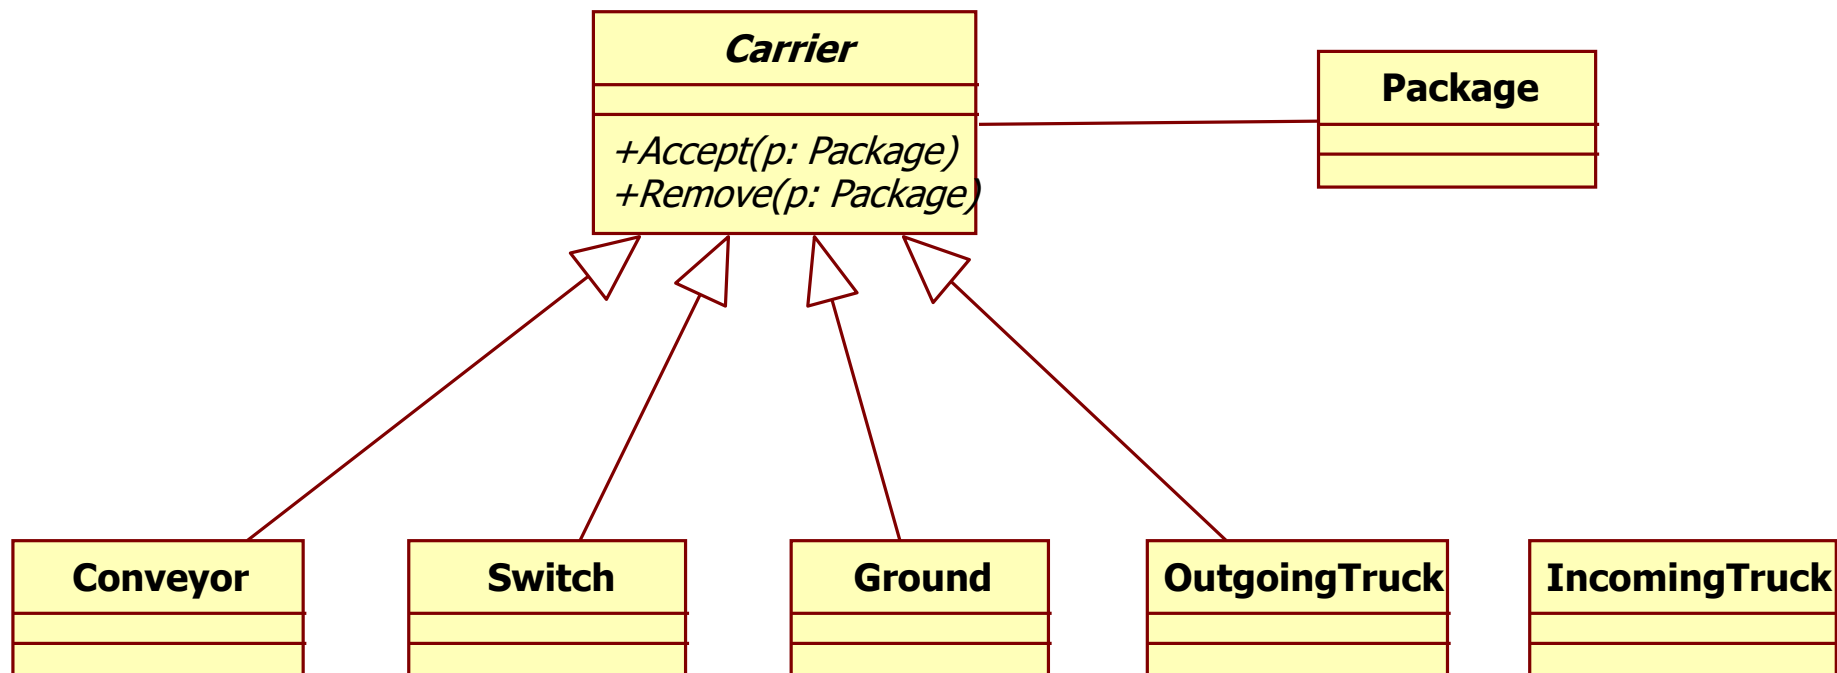 Carrier
+Accept(p: Package)
+Remove(p: Package)
Package
Conveyor
Switch
Ground
OutgoingTruck
IncomingTruck